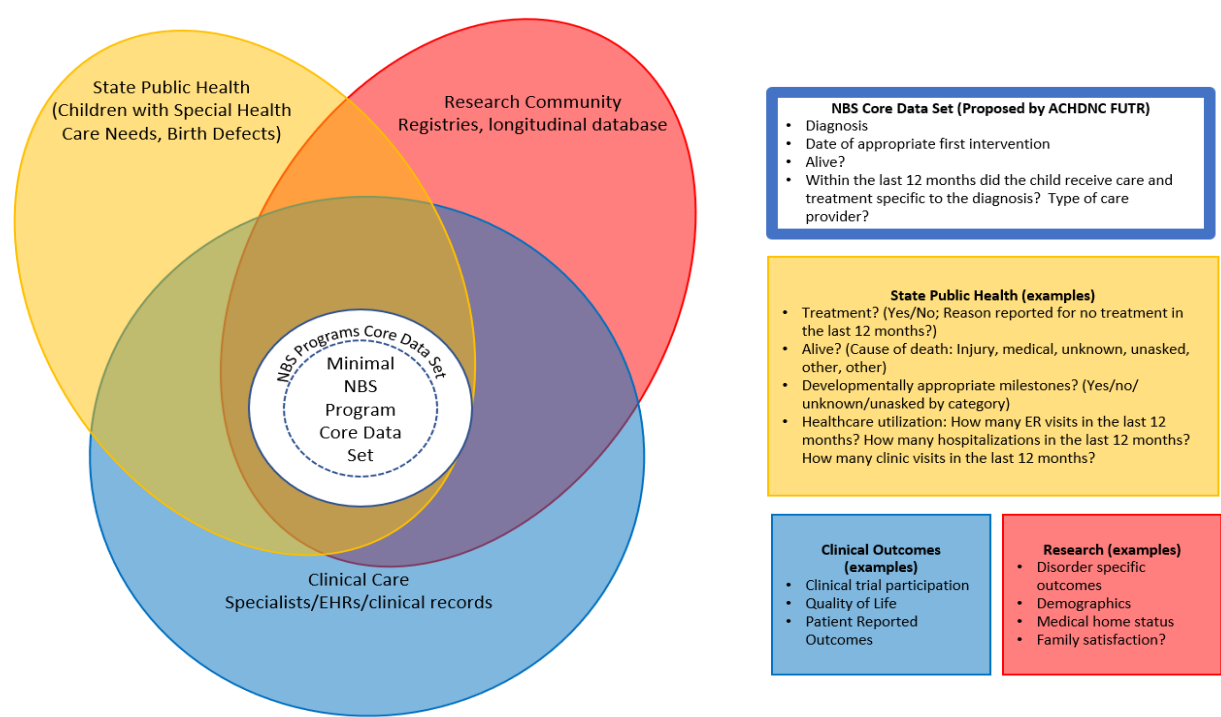 State Public Health
(Children with Special Health
Care Needs, Birth Defects)
Research Community
Registries, longitudinal database
NBS Programs Core Data Set
Minimal
NBS
Program
Core Data
Set
Clinical Care
Specialists/EHRs/clinical records
NBS Core Data Set (Proposed by ACHDNC FUTR)
• Diagnosis
• Date of appropriate first intervention
• Alive?
• Within the last 12 months did the child receive care and
treatment specific to the diagnosis? Type of care
provider?
State Public Health (examples)
• Treatment? (Yes/No; Reason reported for no treatment in
the last 12 months?)
• Alive? (Cause of death: Injury, medical, unknown, unasked,
other, other)
• Developmentally appropriate milestones? (Yes/no/
unknown/unasked by category)
• Healthcare utilization: How many ER visits in the last 12
months? How many hospitalizations in the last 12 months?
How many clinic visits in the last 12 months?
Clinical Outcomes
(examples)
• Clinical trial participation
• Quality of Life
• Patient Reported
Outcomes
Research (examples)
• Disorder specific
outcomes
• Demographics
• Medical home status
• Family satisfaction?